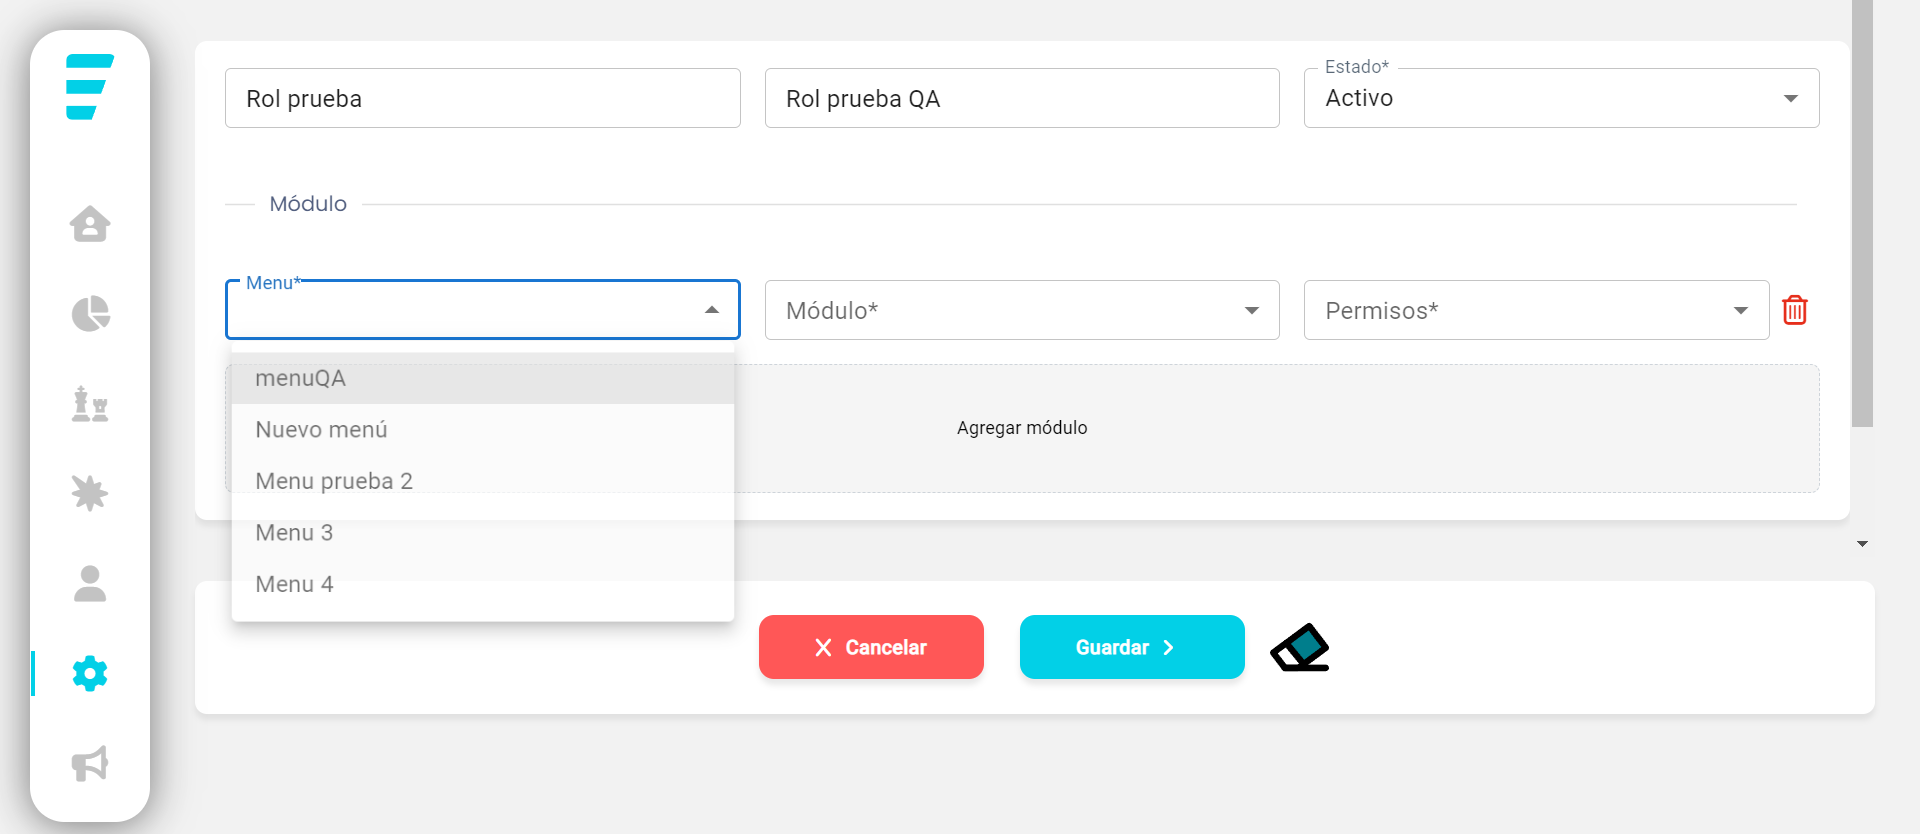 Estado*
Rol prueba
Rol prueba QA
Activo
Módulo
Menu*
Módulo*
Permisos*
menuQA
Nuevo menú
Menu prueba 2
Menu 3
Menu 4
Agregar módulo
Cancelar
Guardar